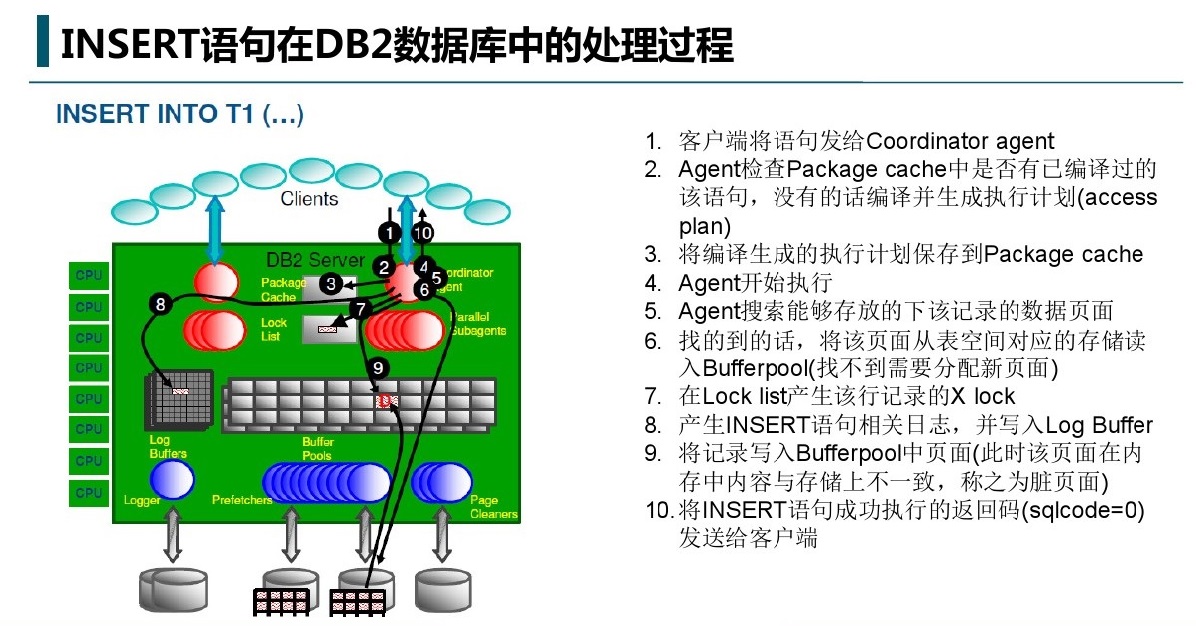 INSERT语句在DB2数据库中的处理过程
INSERT INTO T1 (…)
Clients
1
10
DB2 Server
CPU
CPU
CPU
CPU
CPU
CPU
CPU
CPU
Package
Cache
3
2
4
5
6
ordinator
gent
8
7
Lock
List
Parallel
Subagents
9
Log
Buffers
Buffer
Pools
Logger
Prefetchers
Page
Cleaners
1. 客户端将语句发给Coordinator agent
2. Agent检查Package cache中是否有已编译过的
该语句，没有的话编译并生成执行计划(access
plan)
3. 将编译生成的执行计划保存到Package cache
4. Agent开始执行
5. Agent搜索能够存放的下该记录的数据页面
6. 找的到的话，将该页面从表空间对应的存储读
入Bufferpool(找不到需要分配新页面)
7. 在Lock list产生该行记录的X lock
8. 产生INSERT语句相关日志，并写入Log Buffer
9. 将记录写入Bufferpool中页面(此时该页面在内
存中内容与存储上不一致，称之为脏页面)
10. 将INSERT语句成功执行的返回码(sqlcode=0)
发送给客户端